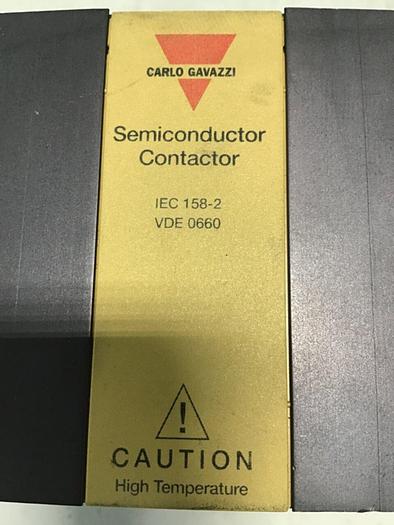 CARLO GAVAZZI
Semiconductor
Contactor
IEC 158-2
VDE 0660
!
CAUTION
High Temperature